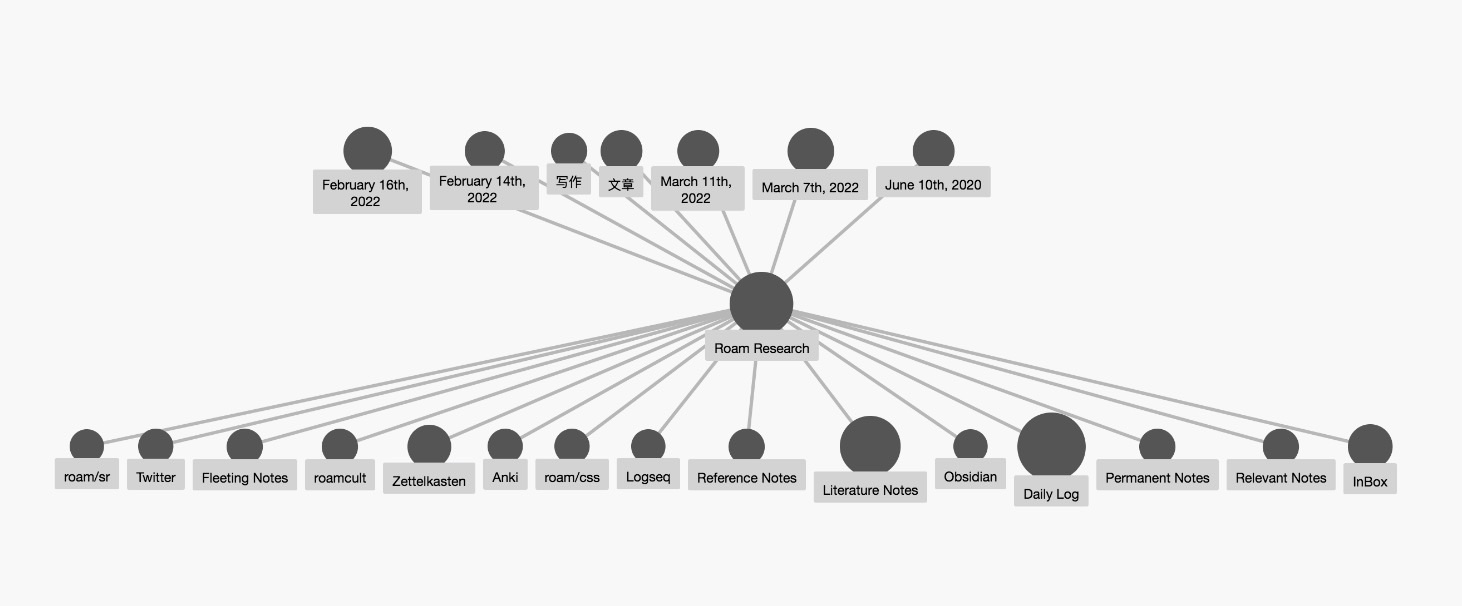 February 16th,
2022
February 14th,
2022
写作
文章
March 11th,
2022
March 7th, 2022
June 10th, 2020
Roam Research
roam/sr
Twitter
Fleeting Notes
roamcult
Zettelkasten
Anki
roam/css
Logseq
Reference Notes
Literature Notes
Obsidian
Daily Log
Permanent Notes
Relevant Notes
InBox